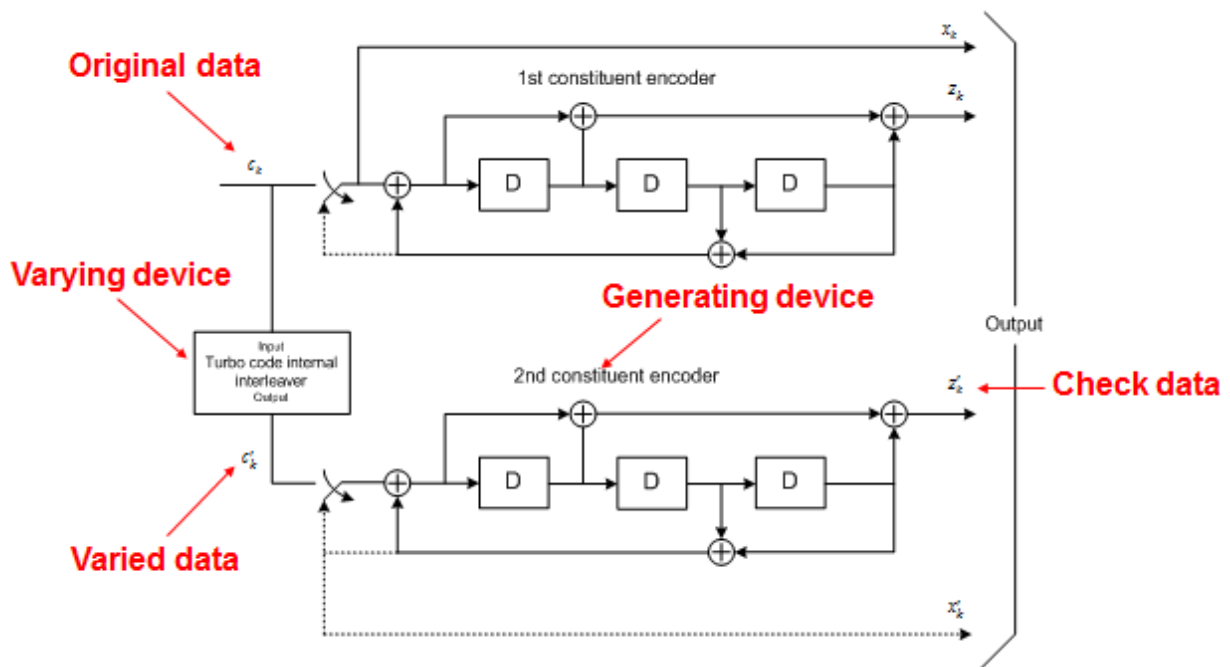 x_k
Original data
1st constituent encoder
z_k
c_k
D D D
Varying device
Generating device
Output
Input
Turbo code internal
interleaver
Output
2nd constituent encoder
z'_k
Check data
c'_k
D D D
Varied data
x'_k